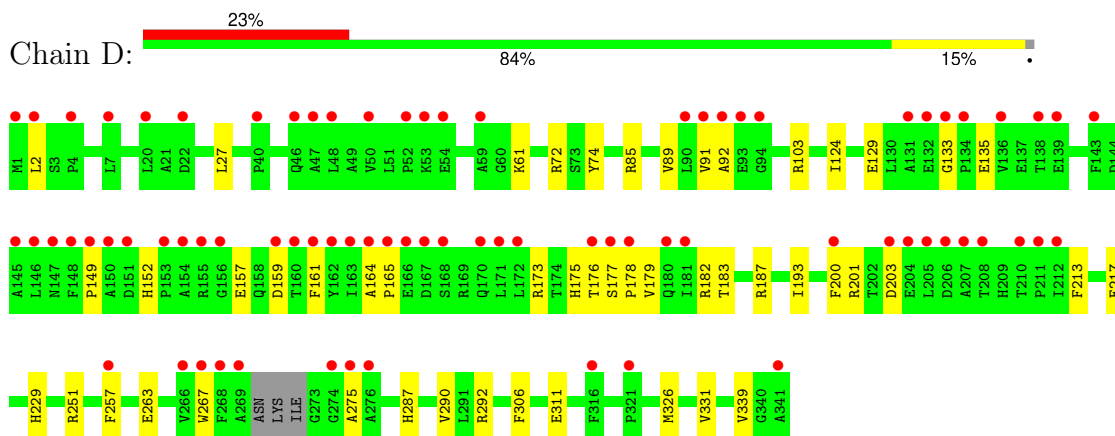 23%
Chain D:
84% 15% •
M1 L2 S3 P4 L7 L20 A21 D22 L27 P40 Q46 A47 L48 A49 V50 L51 P52 K53 E54 A59 G60 K61 R72 S73 Y74 R85 V89 L90 V91 A92 E93 G94 R103 I124 E129 L130 A131 E132 G133 P134 E135 V136 E137 T138 E139 F143 D144
A145 L146 N147 F148 P149 A150 D151 H152 P153 A154 R155 G156 E157 Q158 D159 T160 F161 Y162 I163 A164 P165 E166 D167 S168 R169 Q170 L171 L172 R173 T174 H175 T176 S177 P178 V179 Q180 I181 R182 T183 R187 I193 F200 R201 T202 D203 E204 L205 D206 A207 T208 H209 T210 P211 I212 F213 E217
H229 R251 F257 E263 V266 W267 F268 A269 ASN LYS ILE G273 G274 A275 A276 H287 V290 L291 R292 F306 E311 F316 P321 M326 V331 V339 G340 A341